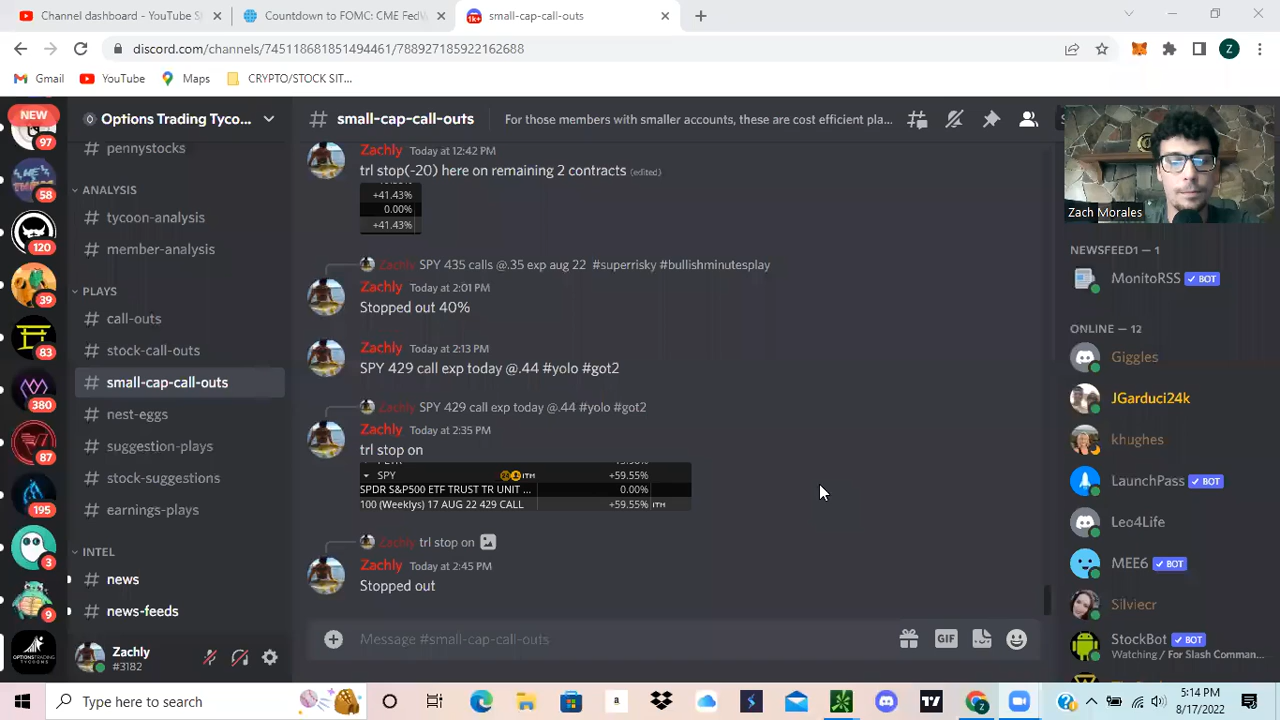 Channel dashboard - YouTube S
Countdown to FOMC: CME FedW
1k+
small-cap-call-outs
discord.com/channels/745118681851494461/788927185922162688
Z
Gmail
YouTube
Maps
CRYPTO/STOCK SIT...
NEW
97
58
120
39
83
380
87
195
3
9
OPTIONSTRADING
TYCOONS
Options Trading Tyco...
pennystocks
ANALYSIS
tycoon-analysis
member-analysis
PLAYS
call-outs
stock-call-outs
small-cap-call-outs
nest-eggs
suggestion-plays
stock-suggestions
earnings-plays
INTEL
news
news-feeds
Zachly
#3182
small-cap-call-outs
For those members with smaller accounts, these are cost efficient pla...
Zachly Today at 12:42 PM
trl stop(-20) here on remaining 2 contracts (edited)
+41.43%
0.00%
+41.43%
Zachly SPY 435 calls @.35 exp aug 22 #superrisky #bullishminutesplay
Zachly Today at 2:01 PM
Stopped out 40%
Zachly Today at 2:13 PM
SPY 429 call exp today @.44 #yolo #got2
Zachly SPY 429 call exp today @.44 #yolo #got2
Zachly Today at 2:35 PM
trl stop on
SPY ITH +59.55%
SPDR S&P500 ETF TRUST TR UNIT ... 0.00%
100 (Weeklys) 17 AUG 22 429 CALL +59.55% ITH
Zachly trl stop on
Zachly Today at 2:45 PM
Stopped out
Message #small-cap-call-outs
GIF
Zach Morales
NEWSFEED1 — 1
MonitoRSS BOT
ONLINE — 12
Giggles
JGarduci24k
khughes
LaunchPass BOT
Leo4Life
MEE6 BOT
Silviecr
StockBot BOT
Watching / For Slash Comman...
Type here to search
5:14 PM
8/17/2022